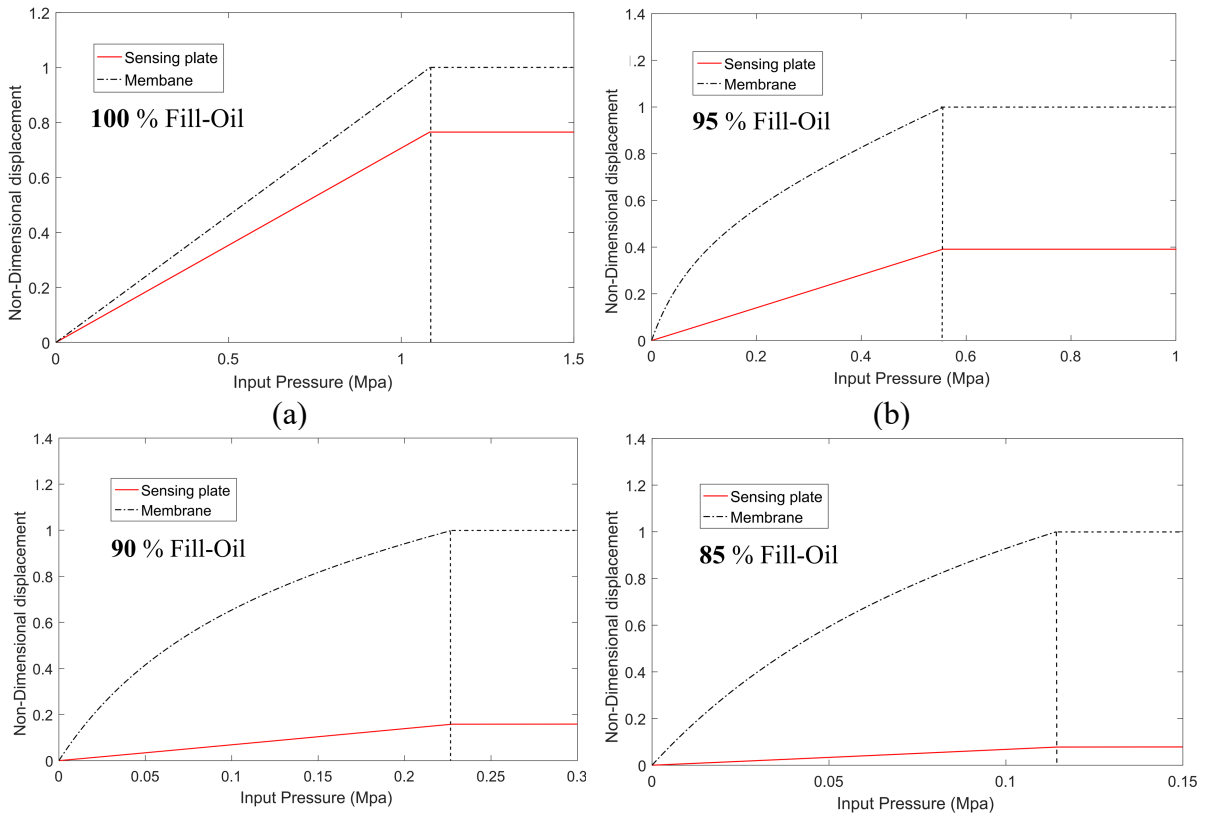 1.2
1
0.8
0.6
0.4
0.2
0
Non-Dimensional displacement
Sensing plate
Membane
100 % Fill-Oil
0 0.5 1 1.5
Input Pressure (Mpa)
(a)
1.4
1.2
1
0.8
0.6
0.4
0.2
0
Non-Dimensional displacement
Sensing plate
Membrane
95 % Fill-Oil
0 0.2 0.4 0.6 0.8 1
Input Pressure (Mpa)
(b)
1.4
1.2
1
0.8
0.6
0.4
0.2
0
Non-Dimensional displacement
Sensing plate
Membrane
90 % Fill-Oil
0 0.05 0.1 0.15 0.2 0.25 0.3
Input Pressure (Mpa)
1.4
1.2
1
0.8
0.6
0.4
0.2
0
Non-Dimensional displacement
Sensing plate
Membrane
85 % Fill-Oil
0 0.05 0.1 0.15
Input Pressure (Mpa)